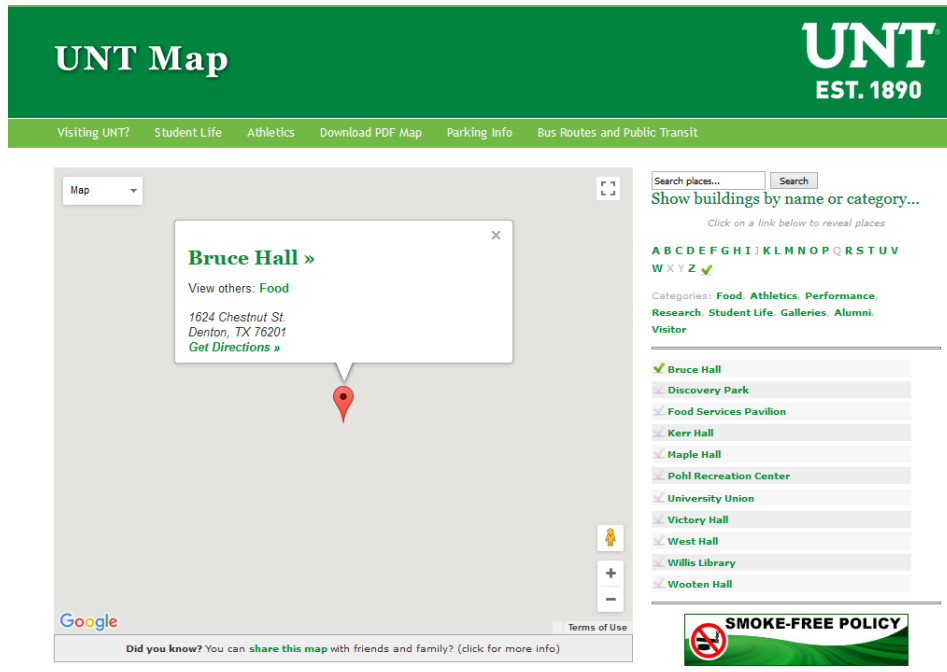 UNT Map
UNT
EST. 1890
Visiting UNT? Student Life Athletics Download PDF Map Parking Info Bus Routes and Public Transit
Map
Bruce Hall »
View others: Food
1624 Chestnut St.
Denton, TX 76201
Get Directions »
Google
Terms of Use
Did you know? You can share this map with friends and family? (click for more info)
Search places... Search
Show buildings by name or category...
Click on a link below to reveal places
A B C D E F G H I J K L M N O P Q R S T U V
W X Y Z
Categories: Food, Athletics, Performance,
Research, Student Life, Galleries, Alumni,
Visitor
Bruce Hall
Discovery Park
Food Services Pavilion
Kerr Hall
Maple Hall
Pohl Recreation Center
University Union
Victory Hall
West Hall
Willis Library
Wooten Hall
SMOKE-FREE POLICY